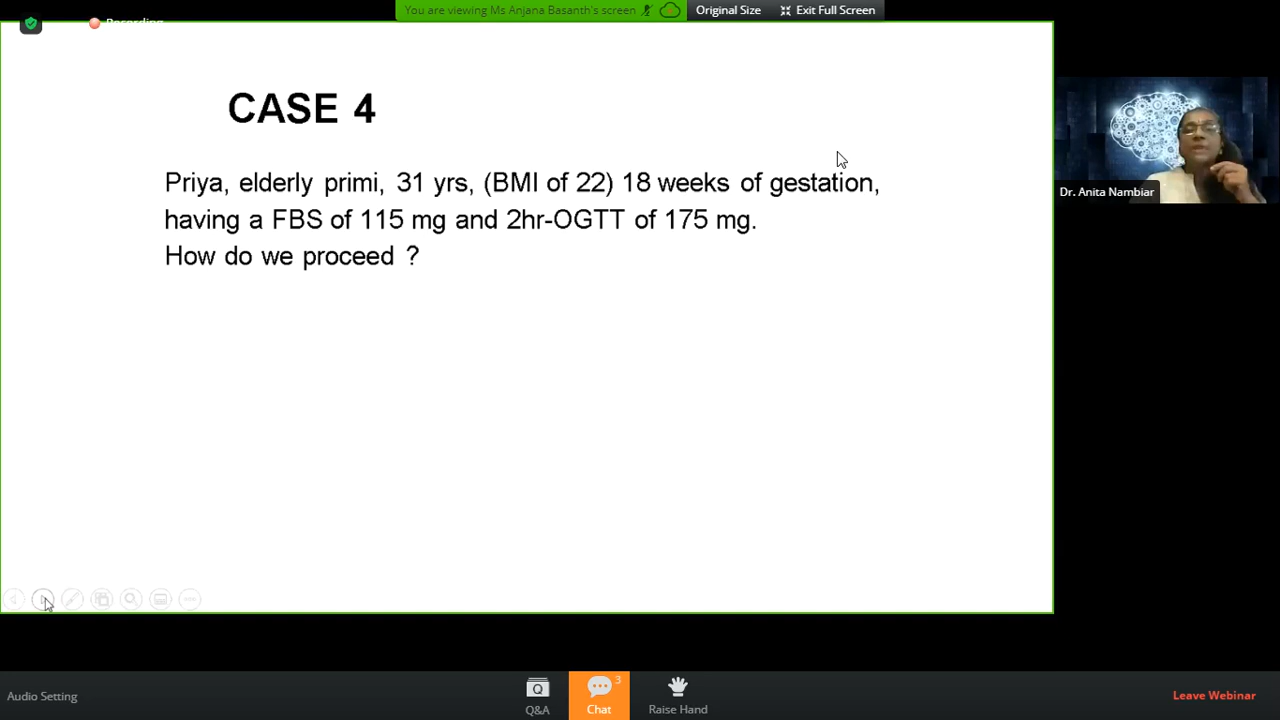 You are viewing Ms Anjana Basanth's screen
Original Size
Exit Full Screen
Recording
CASE 4
Priya, elderly primi, 31 yrs, (BMI of 22) 18 weeks of gestation,
having a FBS of 115 mg and 2hr-OGTT of 175 mg.
How do we proceed ?
Dr. Anita Nambiar
Audio Setting
Q&A
3
Chat
Raise Hand
Leave Webinar